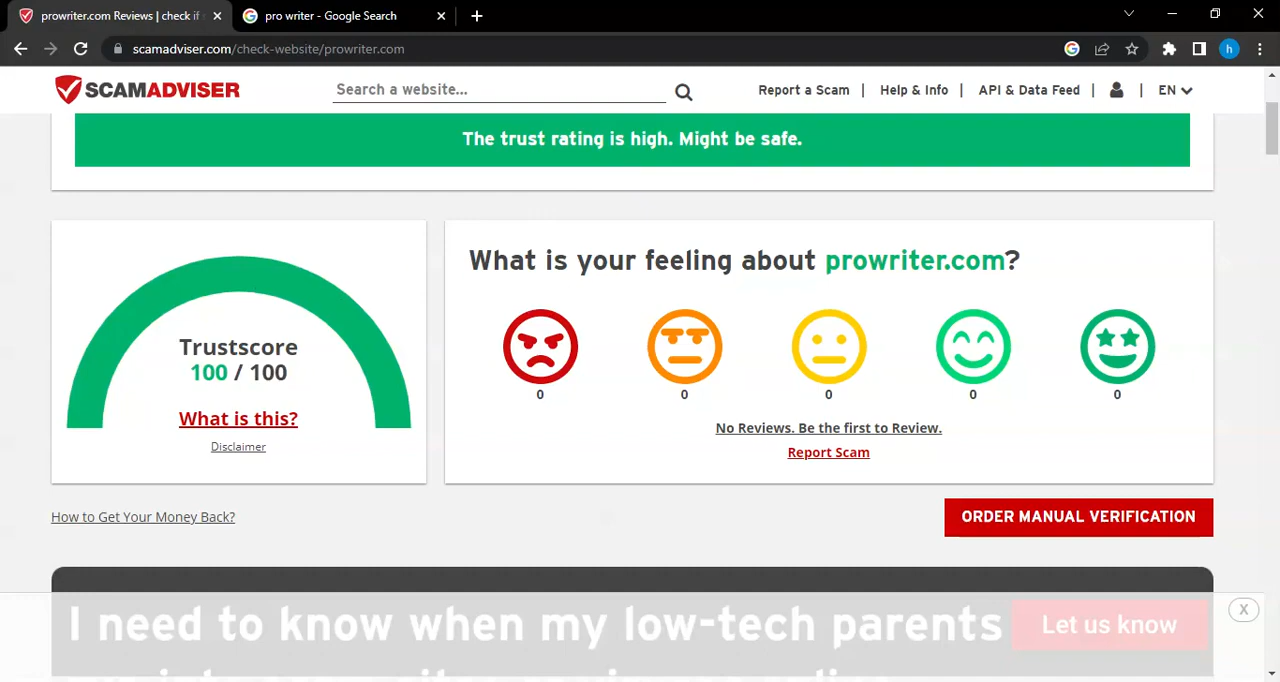 prowriter.com Reviews | check if
pro writer - Google Search
scamadviser.com/check-website/prowriter.com
h
SCAMADVISER
Search a website...
Report a Scam | Help & Info | API & Data Feed | | EN
The trust rating is high. Might be safe.
Trustscore
100 / 100
What is this?
Disclaimer
What is your feeling about prowriter.com?
0 0 0 0 0
No Reviews. Be the first to Review.
Report Scam
How to Get Your Money Back?
ORDER MANUAL VERIFICATION
I need to know when my low-tech parents
Let us know
X